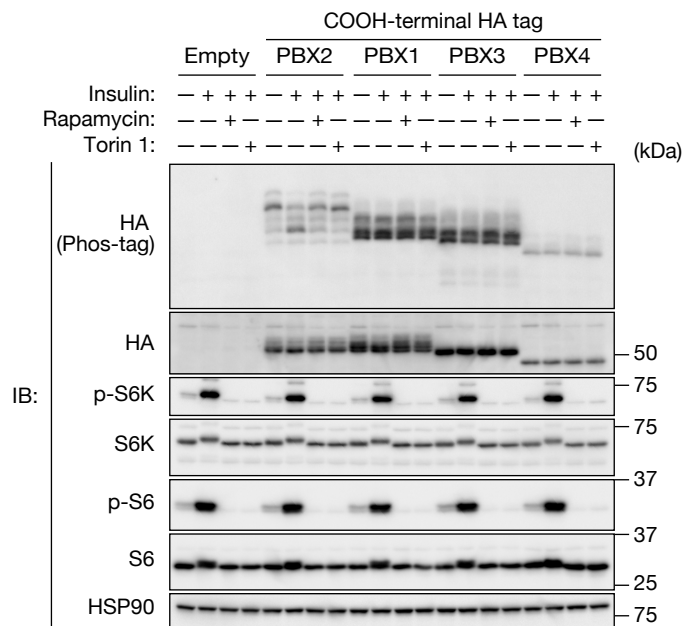 COOH-terminal HA tag
Empty PBX2 PBX1 PBX3 PBX4
Insulin: — + + + — + + + — + + + — + + + — + + +
Rapamycin: — — + — — — + — — — + — — — + — — — + —
Torin 1: — — — + — — — + — — — + — — — + — — — +
(kDa)
HA
(Phos-tag)
HA
50
IB:
p-S6K
75
S6K
75
37
p-S6
37
S6
25
HSP90
75